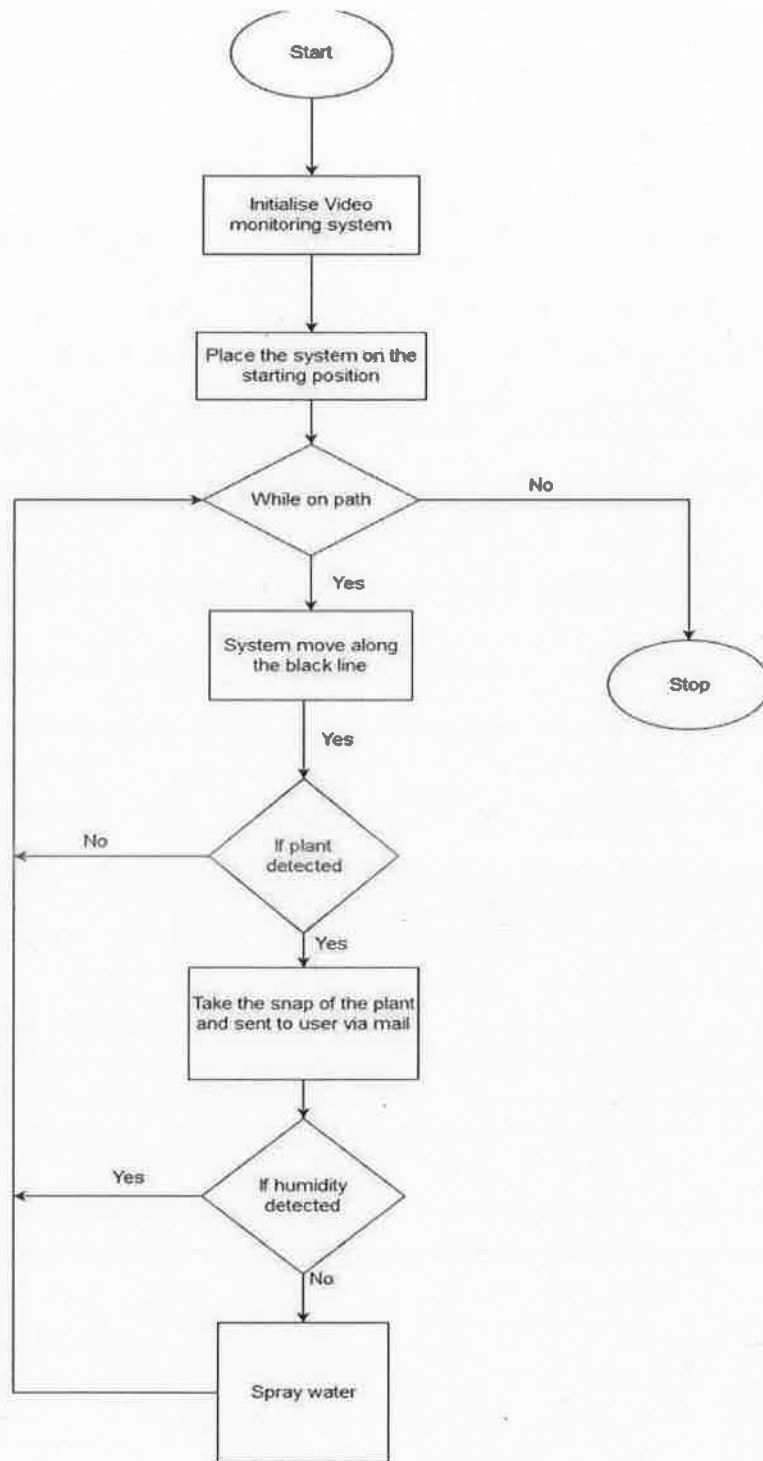 Start
Initialise Video
monitoring system
Place the system on the
starting position
While on path
No
Yes
System move along
the black line
Stop
Yes
If plant
detected
No
Yes
Take the snap of the plant
and sent to user via mail
If humidity
detected
Yes
No
Spray water